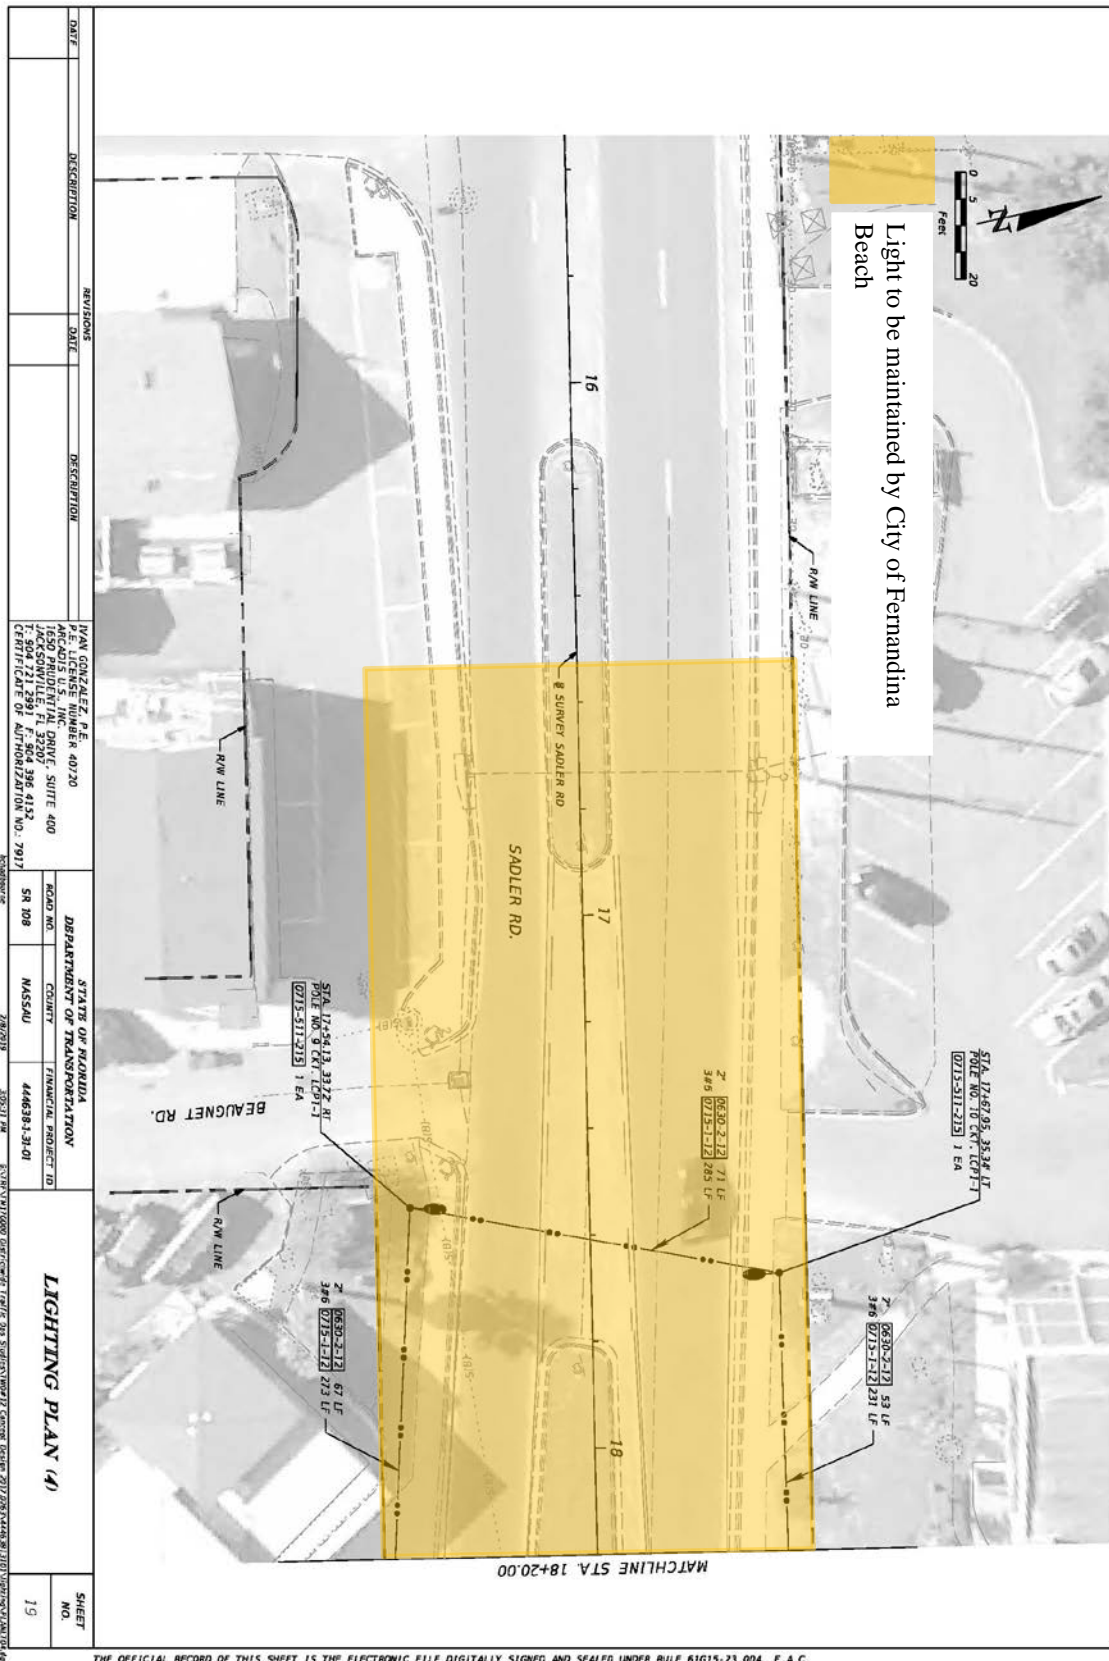 Light to be maintained by City of Fernandina
Beach
0
5
20
Feet
N
16
17
18
R/W LINE
SURVEY SADLER RD
SADLER RD.
R/W LINE
BEAUGNET RD.
R/W LINE
STA. 17+67.95, 35.34' LT
POLE NO. 10 CKT. LCP1-1
0715-511-215 1 EA
STA. 17+54.13, 33.72' RT
POLE NO. 9 CKT. LCP1-1
0715-511-215 1 EA
2" 0630-2-12 71 LF
3#6 0715-1-12 285 LF
2" 0630-2-12 53 LF
3#6 0715-1-12 231 LF
2" 0630-2-12 67 LF
3#6 0715-1-12 273 LF
MATCHLINE STA. 18+20.00
REVISIONS
DATE
DESCRIPTION
DATE
DESCRIPTION
IVAN GONZALEZ, P.E.
P.E. LICENSE NUMBER 40720
ARCADIS U.S., INC.
1650 PRUDENTIAL DRIVE, SUITE 400
JACKSONVILLE, FL 32207
T: 904 721 2991 F: 904 396 4152
CERTIFICATE OF AUTHORIZATION NO.: 7917
STATE OF FLORIDA
DEPARTMENT OF TRANSPORTATION
ROAD NO.
COUNTY
FINANCIAL PROJECT ID
SR 108
NASSAU
444638-1-31-01
LIGHTING PLAN (4)
SHEET
NO.
19
THE OFFICIAL RECORD OF THIS SHEET IS THE ELECTRONIC FILE DIGITALLY SIGNED AND SEALED UNDER RULE 61G15-23.004, F.A.C.